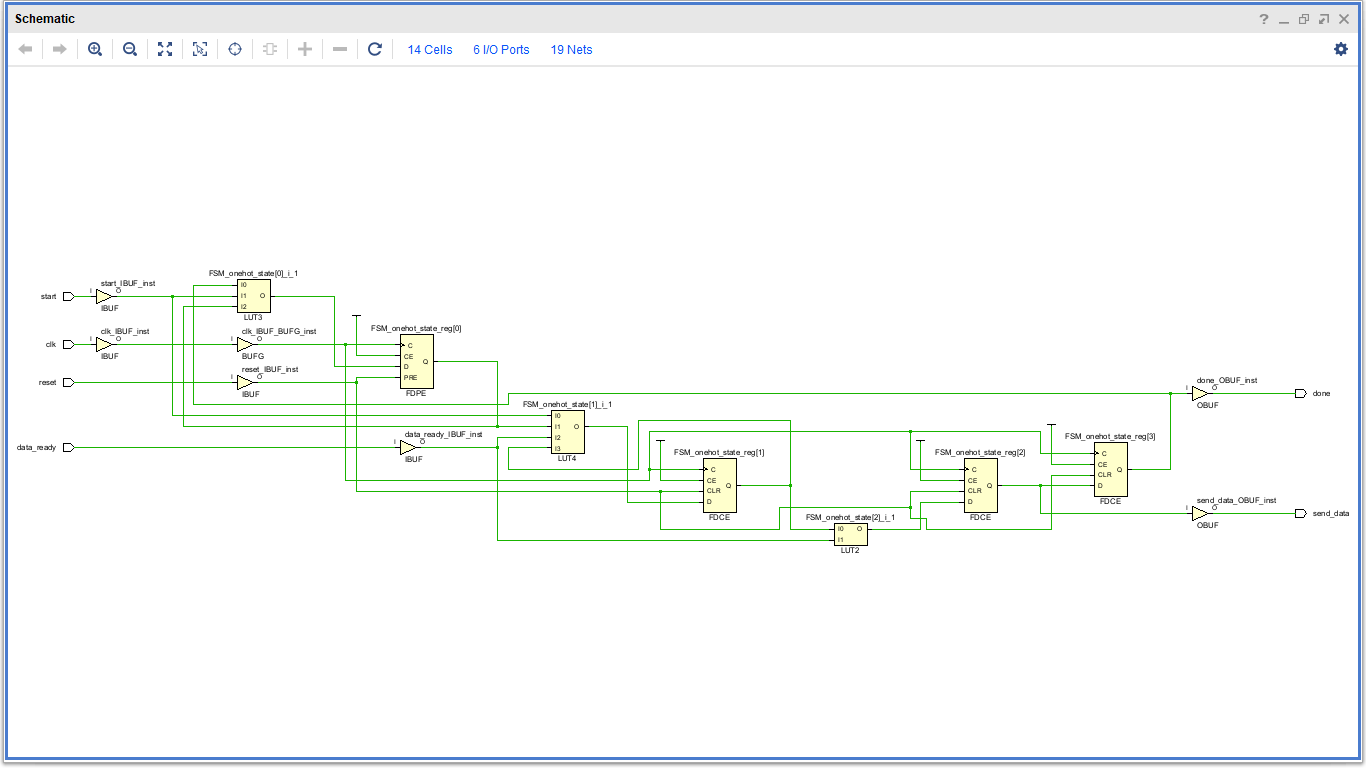 Schematic
14 Cells 6 I/O Ports 19 Nets
FSM_onehot_state[0]_i_1
I0
I1
I2
O
LUT3
start
start_IBUF_inst
I
O
IBUF
clk
clk_IBUF_inst
I
O
IBUF
clk_IBUF_BUFG_inst
I
O
BUFG
reset
reset_IBUF_inst
I
O
IBUF
FSM_onehot_state_reg[0]
C
CE
D
PRE
Q
FDPE
data_ready
data_ready_IBUF_inst
I
O
IBUF
FSM_onehot_state[1]_i_1
I0
I1
I2
I3
O
LUT4
FSM_onehot_state_reg[1]
C
CE
CLR
D
Q
FDCE
FSM_onehot_state[2]_i_1
I0
I1
O
LUT2
FSM_onehot_state_reg[2]
C
CE
CLR
D
Q
FDCE
FSM_onehot_state_reg[3]
C
CE
CLR
D
Q
FDCE
done_OBUF_inst
I
O
OBUF
done
send_data_OBUF_inst
I
O
OBUF
send_data